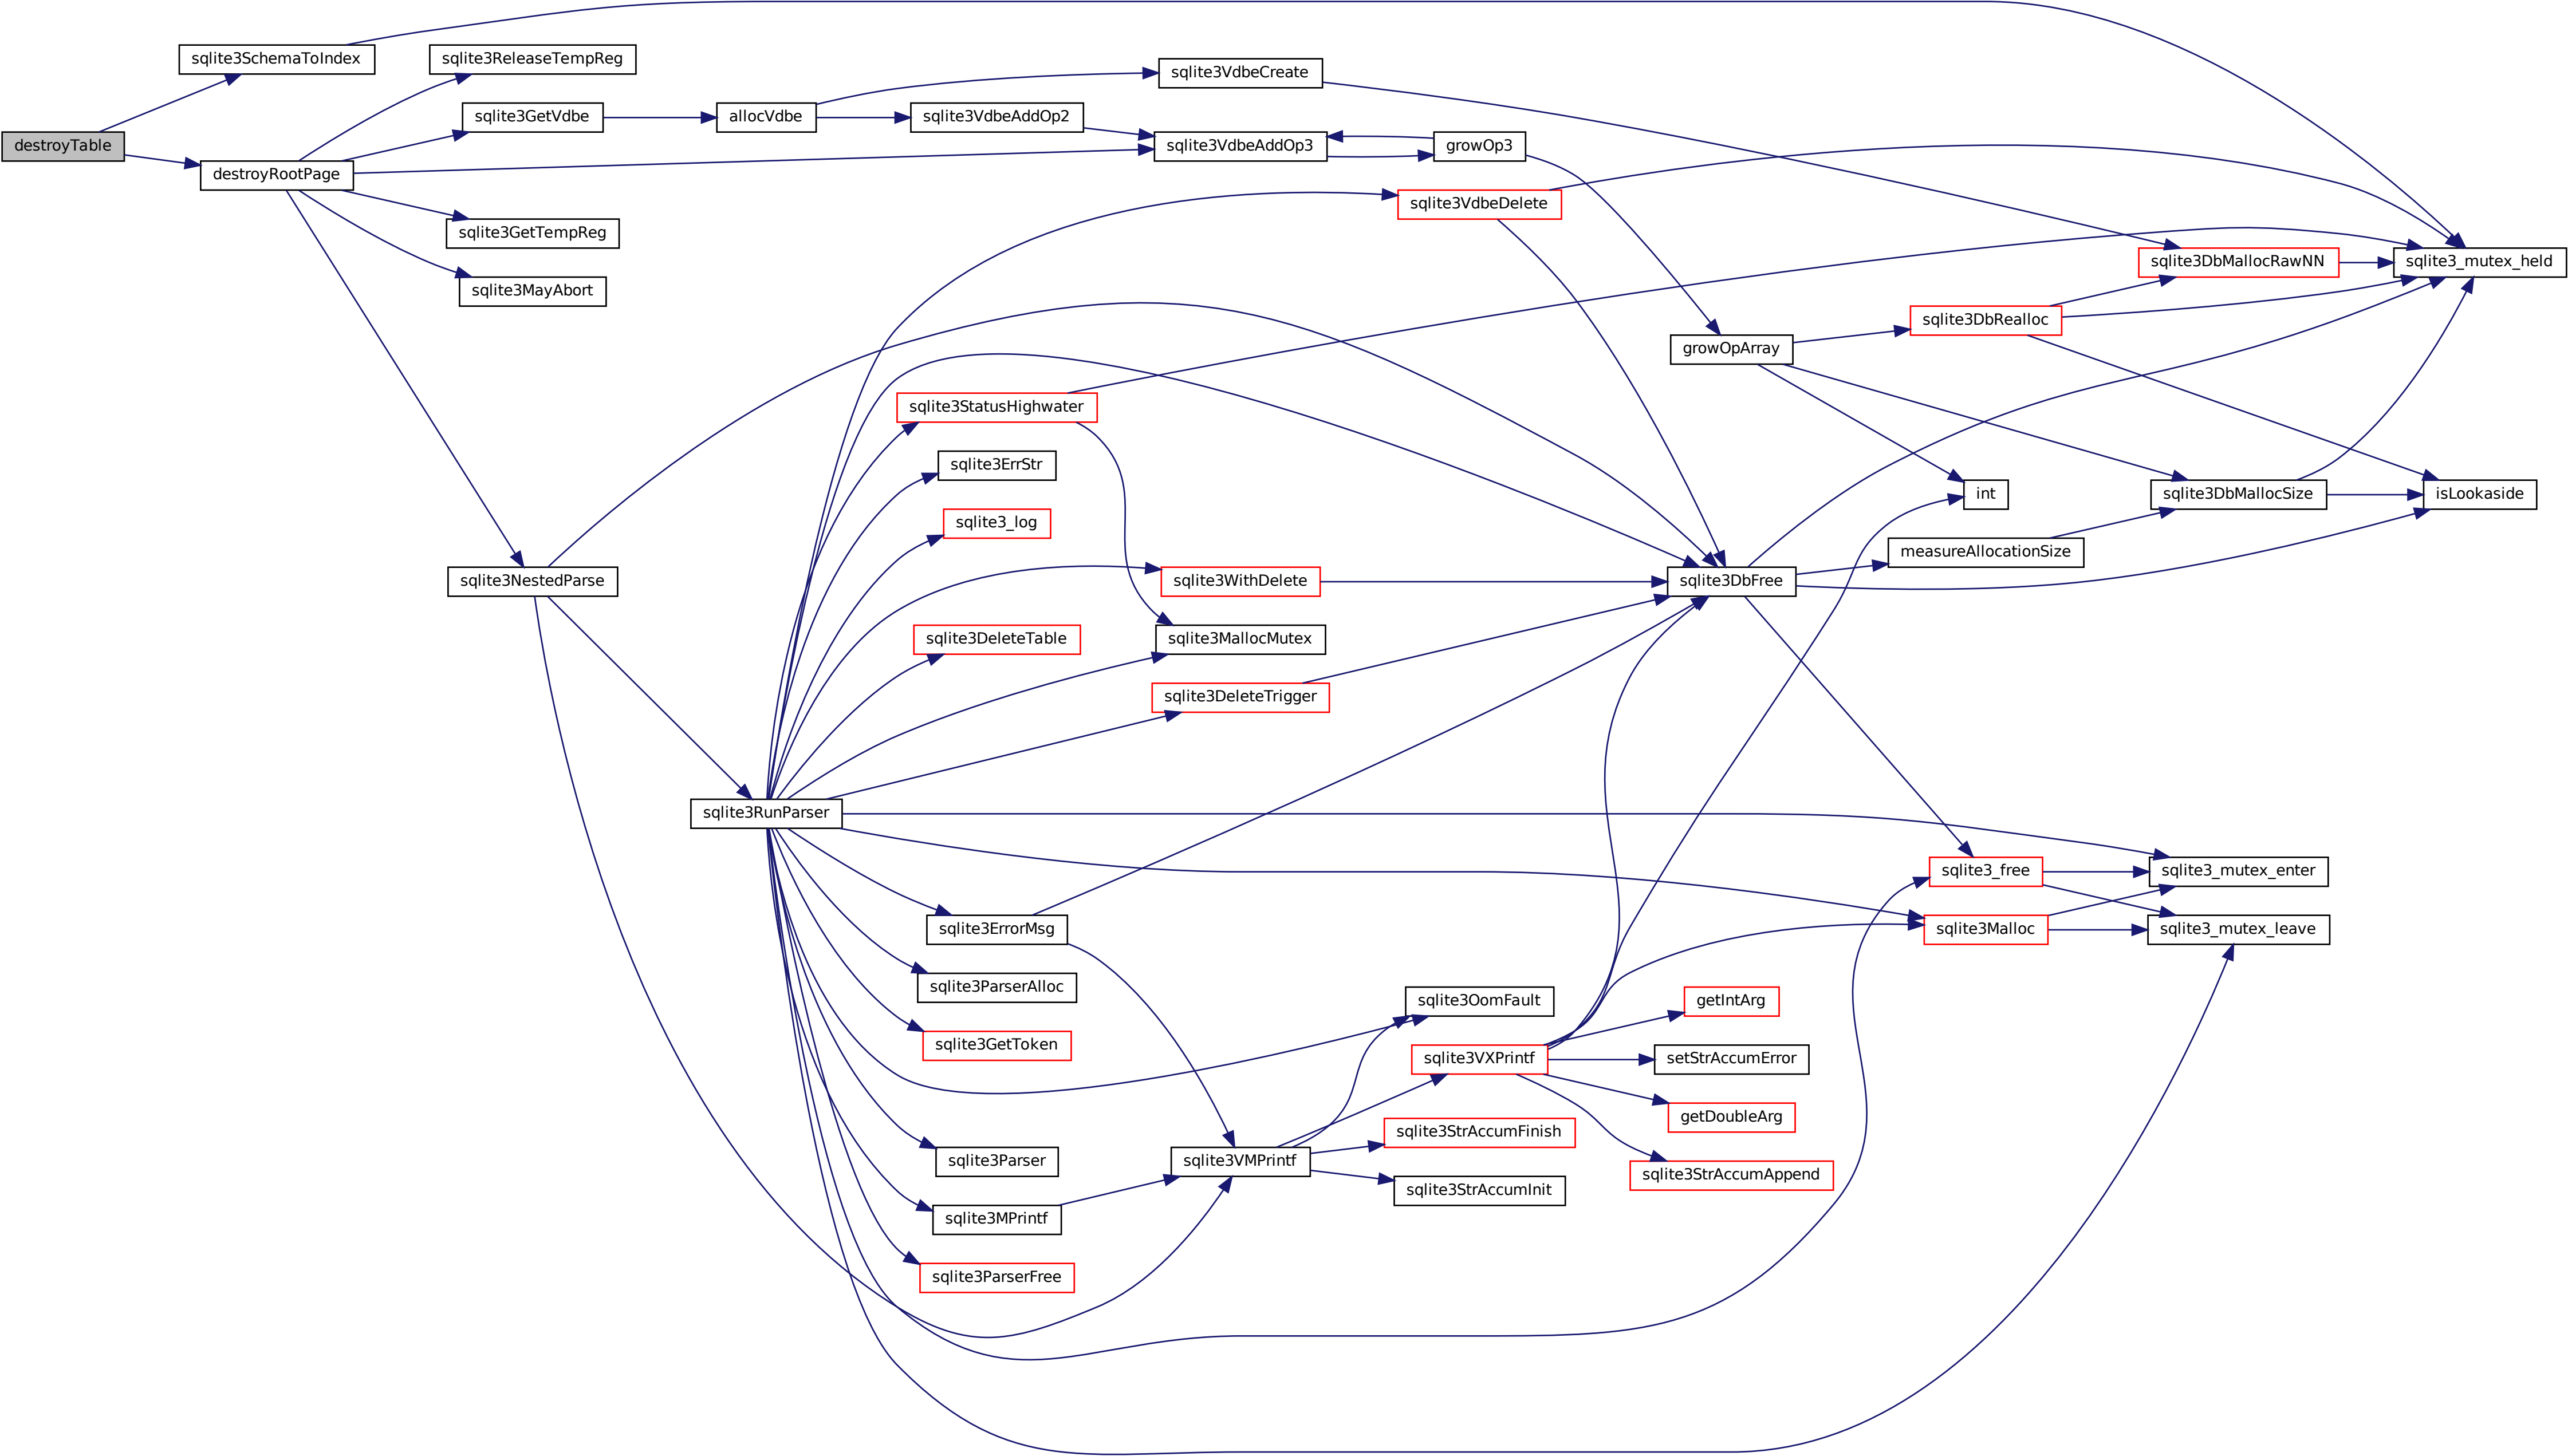 destroyTable
sqlite3SchemaToIndex
destroyRootPage
sqlite3ReleaseTempReg
sqlite3GetVdbe
sqlite3GetTempReg
sqlite3MayAbort
sqlite3NestedParse
allocVdbe
sqlite3RunParser
sqlite3VdbeAddOp2
sqlite3StatusHighwater
sqlite3ErrStr
sqlite3_log
sqlite3DeleteTable
sqlite3ErrorMsg
sqlite3ParserAlloc
sqlite3GetToken
sqlite3Parser
sqlite3MPrintf
sqlite3ParserFree
sqlite3VdbeCreate
sqlite3VdbeAddOp3
sqlite3WithDelete
sqlite3MallocMutex
sqlite3DeleteTrigger
sqlite3VMPrintf
growOp3
sqlite3VdbeDelete
sqlite3OomFault
sqlite3VXPrintf
sqlite3StrAccumFinish
sqlite3StrAccumInit
growOpArray
sqlite3DbFree
getIntArg
setStrAccumError
getDoubleArg
sqlite3StrAccumAppend
sqlite3DbRealloc
int
measureAllocationSize
sqlite3_free
sqlite3Malloc
sqlite3DbMallocRawNN
sqlite3DbMallocSize
sqlite3_mutex_enter
sqlite3_mutex_leave
sqlite3_mutex_held
isLookaside